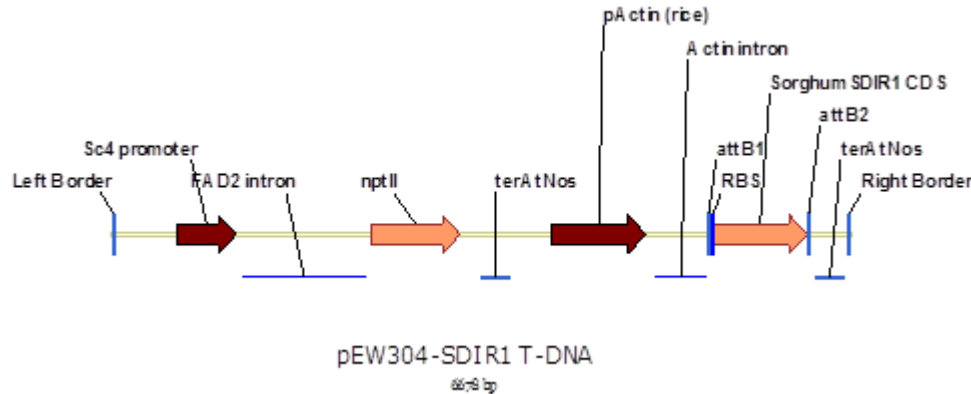 pActin (rice)
Actin intron
Sorghum SDIR1 CDS
attB2
Sc4 promoter
attB1
terAtNos
Left Border
FAD2 intron
nptII
terAtNos
RBS
Right Border
pEW304-SDIR1 T-DNA